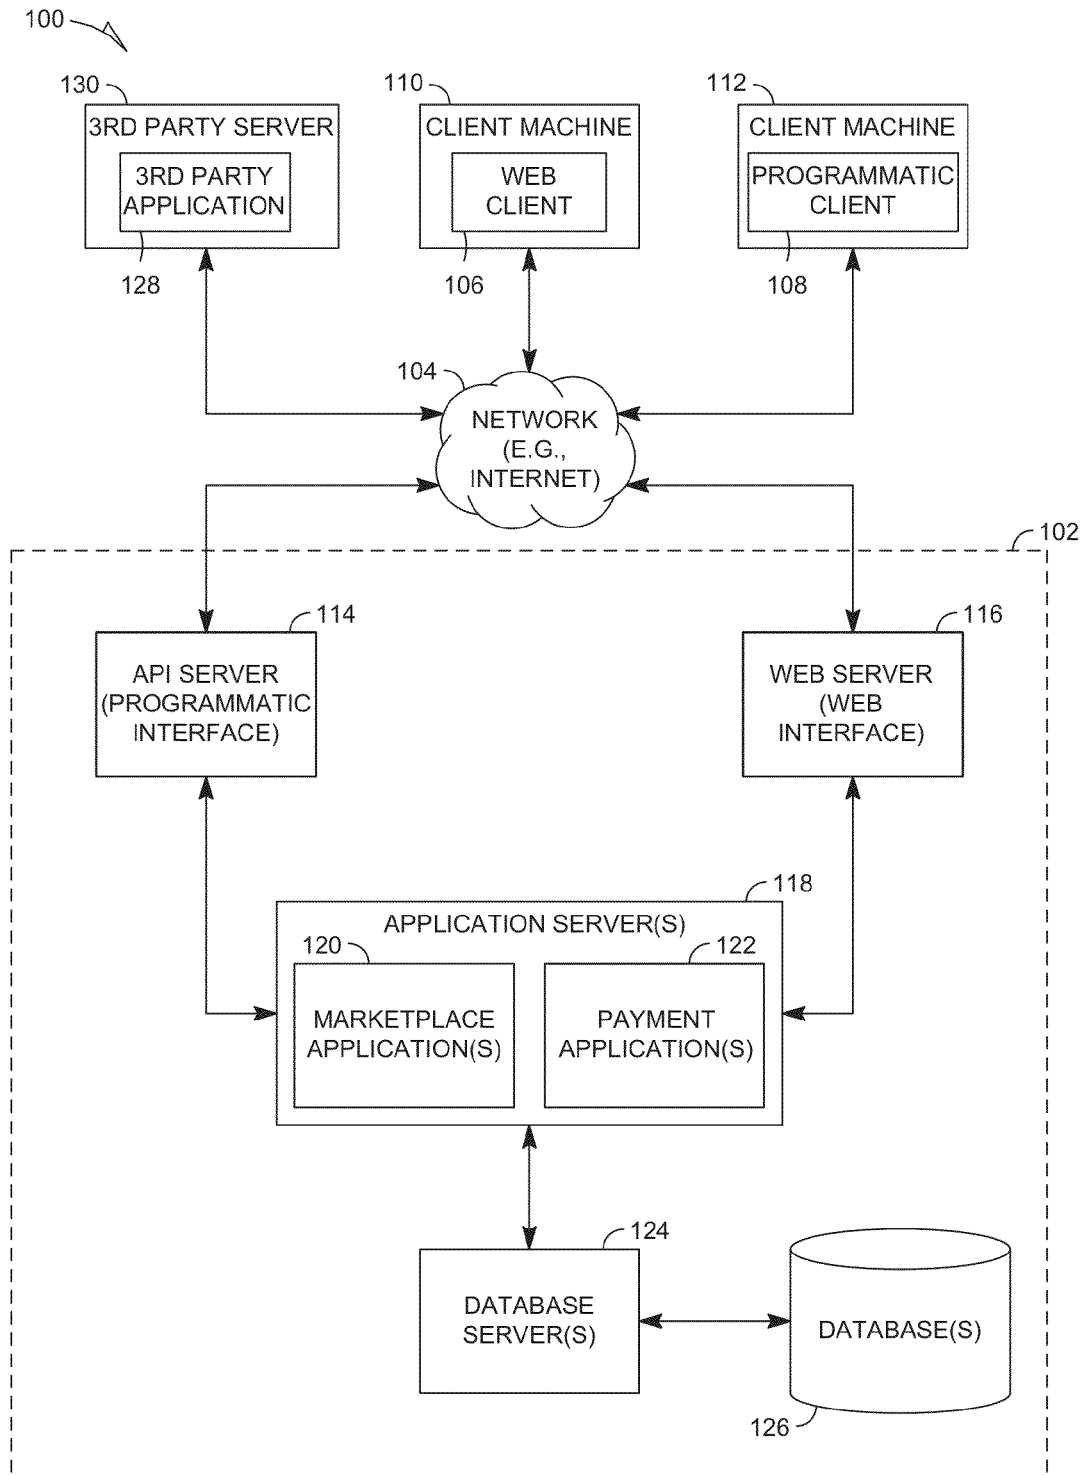 100
130
110
112
3RD PARTY SERVER
CLIENT MACHINE
CLIENT MACHINE
3RD PARTY
APPLICATION
WEB
CLIENT
PROGRAMMATIC
CLIENT
128
106
108
104
NETWORK
(E.G.,
INTERNET)
102
114
116
API SERVER
(PROGRAMMATIC
INTERFACE)
WEB SERVER
(WEB
INTERFACE)
118
APPLICATION SERVER(S)
120
122
MARKETPLACE
APPLICATION(S)
PAYMENT
APPLICATION(S)
124
DATABASE
SERVER(S)
DATABASE(S)
126